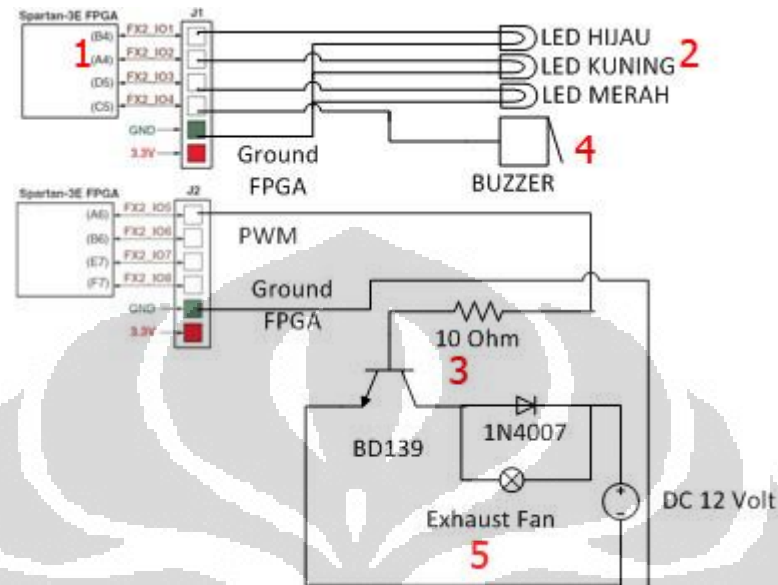 Spartan-3E FPGA
J1
1
(B4) FX2_IO1
(A4) FX2_IO2
(D5) FX2_IO3
(C5) FX2_IO4
GND
3.3V
LED HIJAU
LED KUNING
LED MERAH
2
Ground
FPGA
4
BUZZER
Spartan-3E FPGA
J2
(A6) FX2_IO5
(B6) FX2_IO6
(E7) FX2_IO7
(F7) FX2_IO8
GND
3.3V
PWM
Ground
FPGA
10 Ohm
3
BD139
1N4007
Exhaust Fan
5
+
-
DC 12 Volt